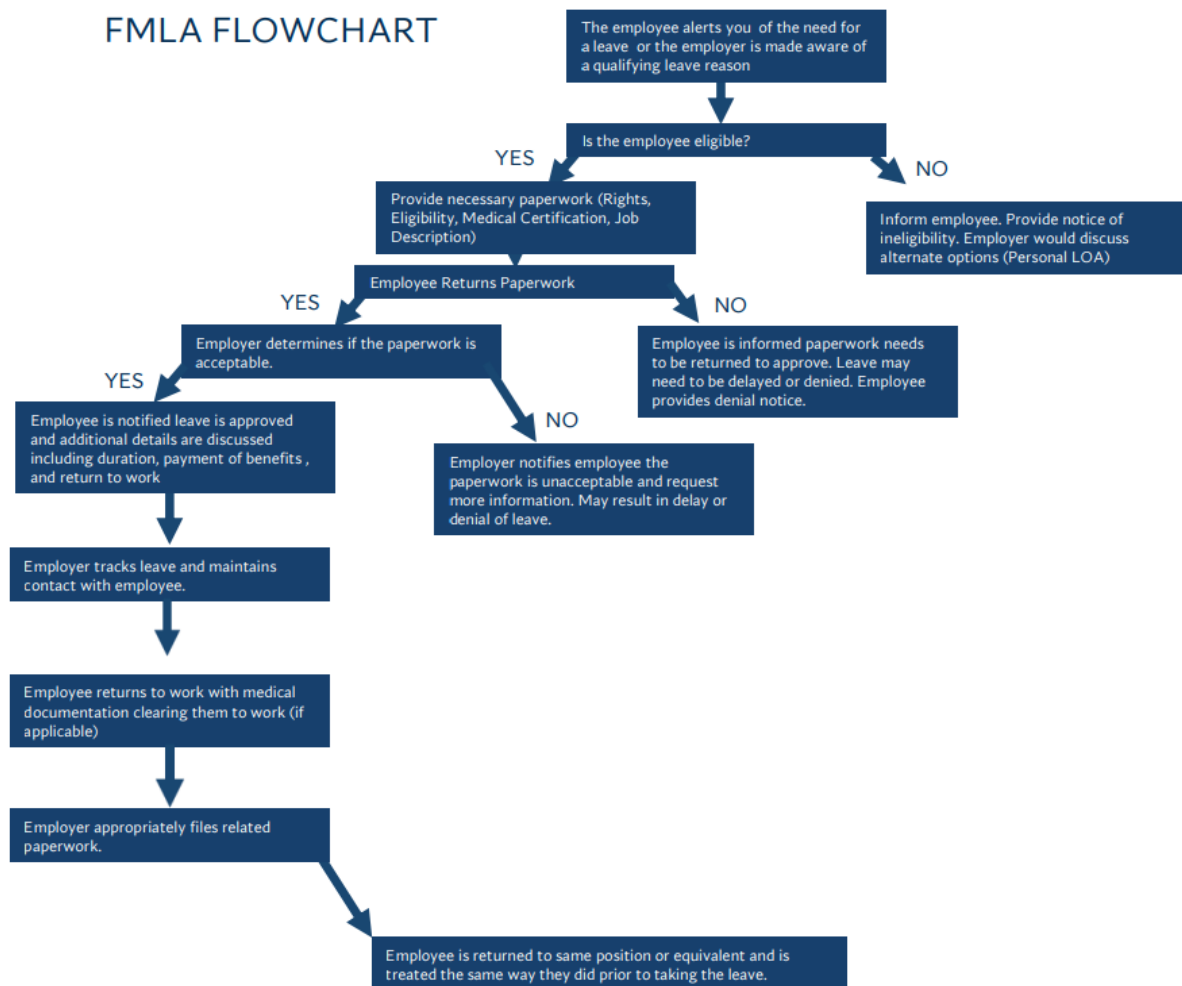 FMLA FLOWCHART
The employee alerts you of the need for
a leave or the employer is made aware of
a qualifying leave reason
Is the employee eligible?
YES
NO
Provide necessary paperwork (Rights,
Eligibility, Medical Certification, Job
Description)
Inform employee. Provide notice of
ineligibility. Employer would discuss
alternate options (Personal LOA)
Employee Returns Paperwork
YES
NO
Employer determines if the paperwork is
acceptable.
Employee is informed paperwork needs
to be returned to approve. Leave may
need to be delayed or denied. Employee
provides denial notice.
YES
NO
Employee is notified leave is approved
and additional details are discussed
including duration, payment of benefits ,
and return to work
Employer notifies employee the
paperwork is unacceptable and request
more information. May result in delay or
denial of leave.
Employer tracks leave and maintains
contact with employee.
Employee returns to work with medical
documentation clearing them to work (if
applicable)
Employer appropriately files related
paperwork.
Employee is returned to same position or equivalent and is
treated the same way they did prior to taking the leave.